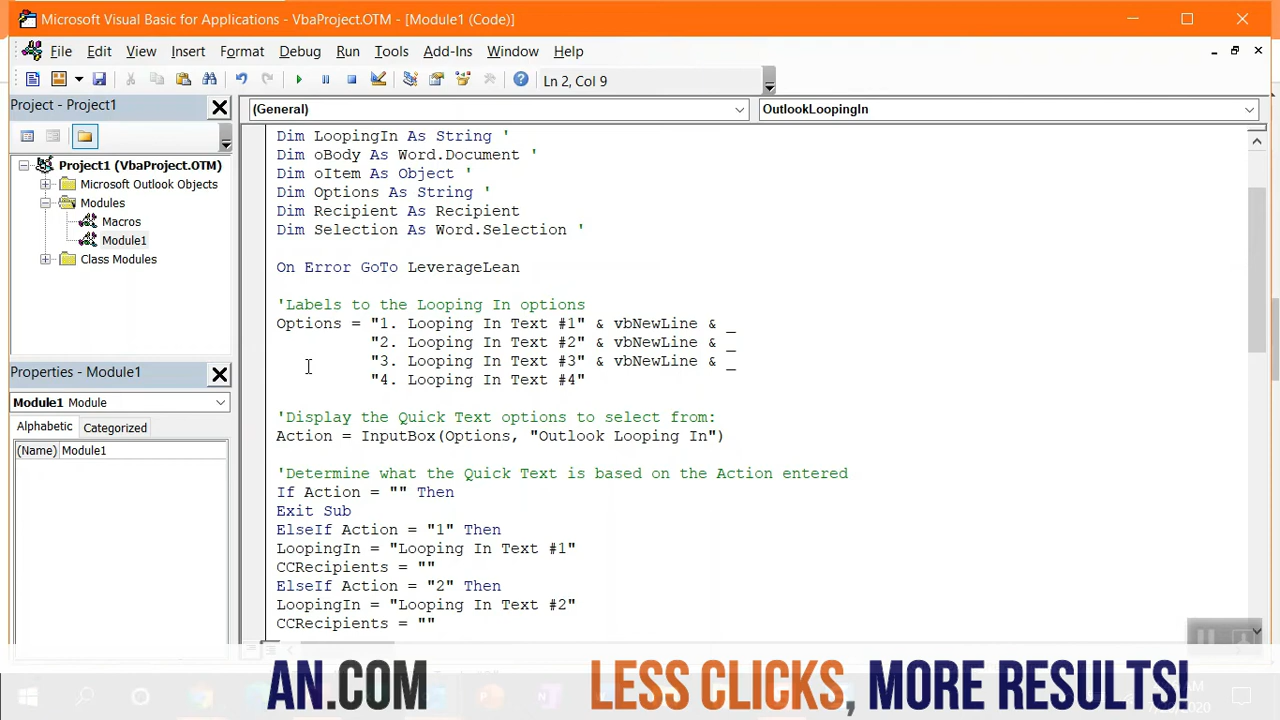 Microsoft Visual Basic for Applications - VbaProject.OTM - [Module1 (Code)]
File Edit View Insert Format Debug Run Tools Add-Ins Window Help
Ln 2, Col 9
Project - Project1
(General)
OutlookLoopingIn
Project1 (VbaProject.OTM)
Microsoft Outlook Objects
Modules
Macros
Module1
Class Modules
Properties - Module1
Module1 Module
Alphabetic Categorized
(Name) Module1
Dim LoopingIn As String '
Dim oBody As Word.Document '
Dim oItem As Object '
Dim Options As String '
Dim Recipient As Recipient
Dim Selection As Word.Selection '
On Error GoTo LeverageLean
'Labels to the Looping In options
Options = "1. Looping In Text #1" & vbNewLine & _
"2. Looping In Text #2" & vbNewLine & _
"3. Looping In Text #3" & vbNewLine & _
"4. Looping In Text #4"
'Display the Quick Text options to select from:
Action = InputBox(Options, "Outlook Looping In")
'Determine what the Quick Text is based on the Action entered
If Action = "" Then
Exit Sub
ElseIf Action = "1" Then
LoopingIn = "Looping In Text #1"
CCRecipients = ""
ElseIf Action = "2" Then
LoopingIn = "Looping In Text #2"
CCRecipients = ""
AN.COM
LESS CLICKS, MORE RESULTS!